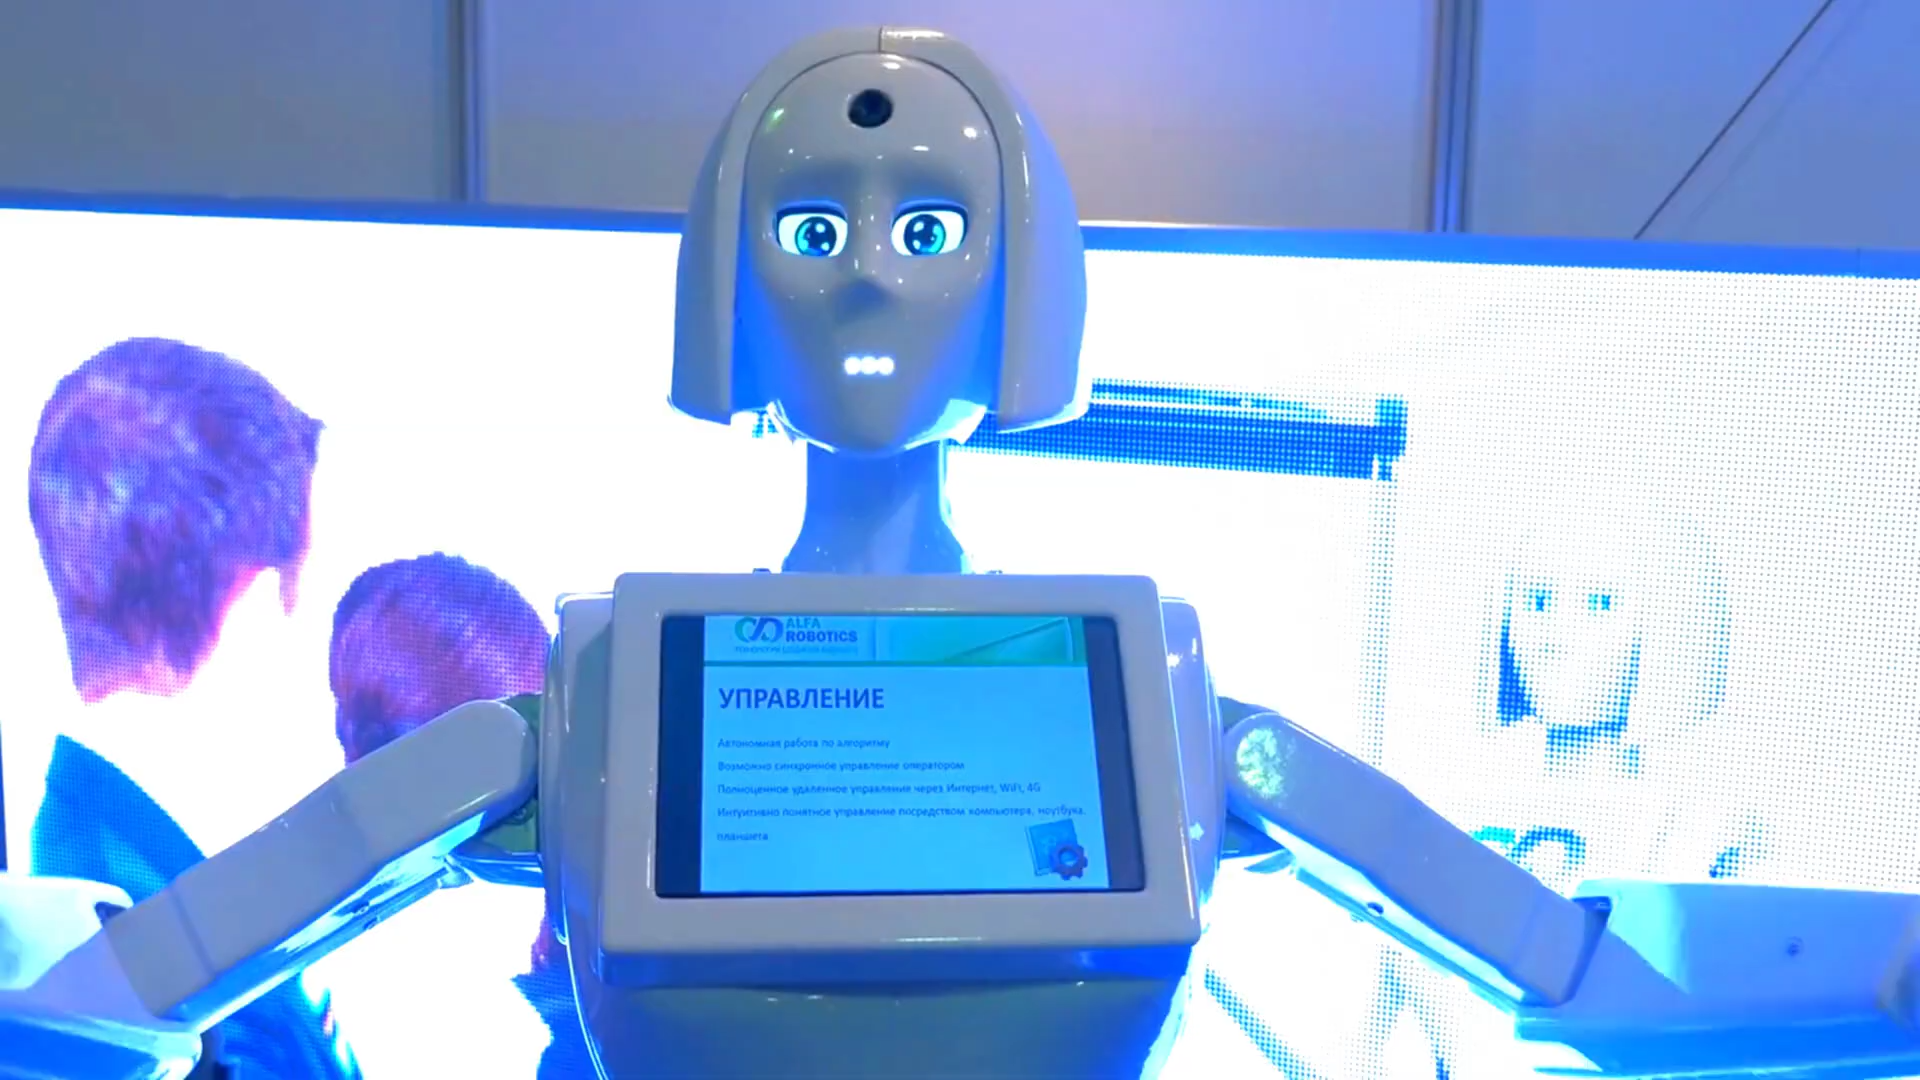 ALFA
ROBOTICS
УПРАВЛЕНИЕ
Автономная работа по алгоритму
Возможно синхронное управление оператором
Полноценное удаленное управление через Интернет, WiFi, 4G
Интуитивно понятное управление посредством компьютера, ноутбука,
планшета